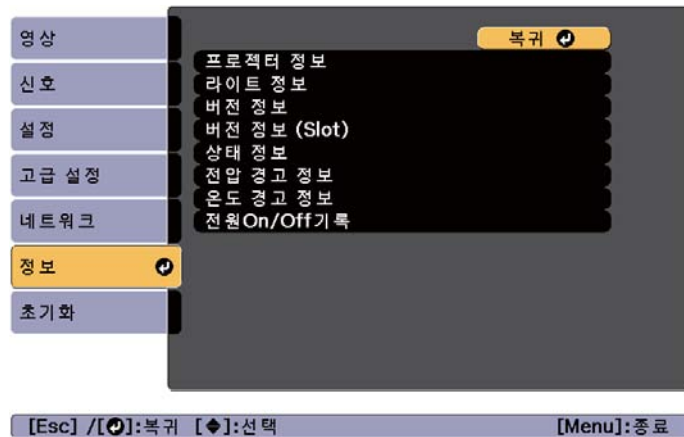 영상
신호
설정
고급 설정
네트워크
정보
초기화
복귀
프로젝터 정보
라이트 정보
버전 정보
버전 정보 (Slot)
상태 정보
전압 경고 정보
온도 경고 정보
전원On/Off기록
[Esc] /[⏎]:복귀 [◆]:선택 [Menu]:종료